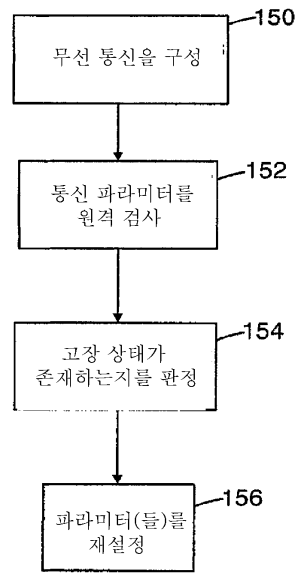 150
무선 통신을 구성
152
통신 파라미터를
원격 검사
154
고장 상태가
존재하는지를 판정
156
파라미터(들)를
재설정